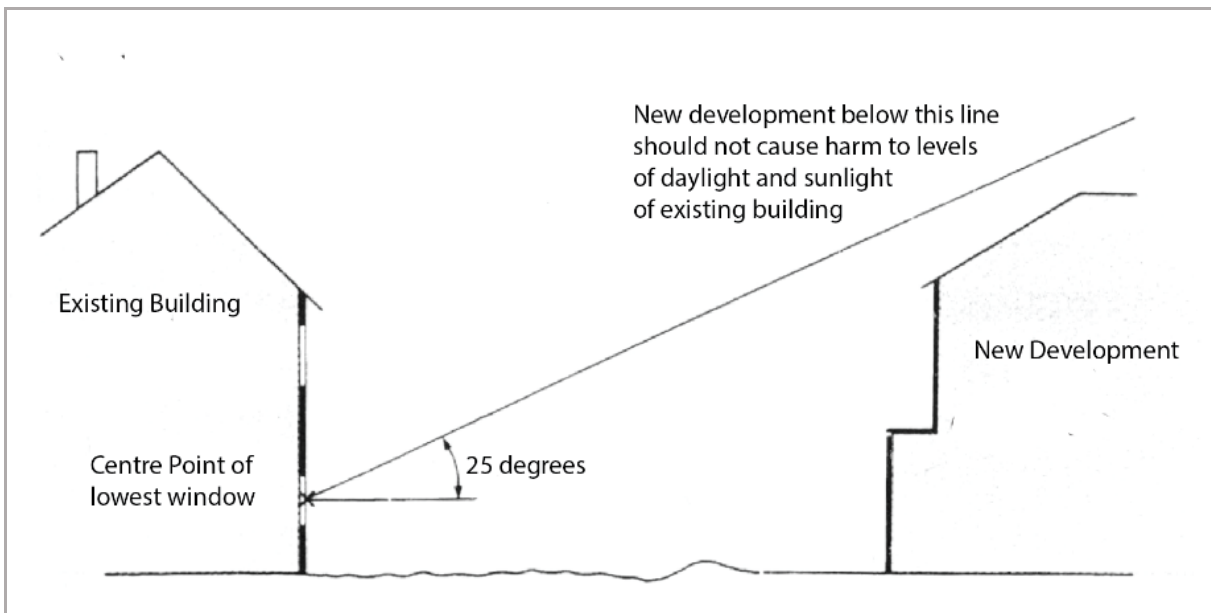 New development below this line
should not cause harm to levels
of daylight and sunlight
of existing building
Existing Building
New Development
Centre Point of
lowest window
25 degrees